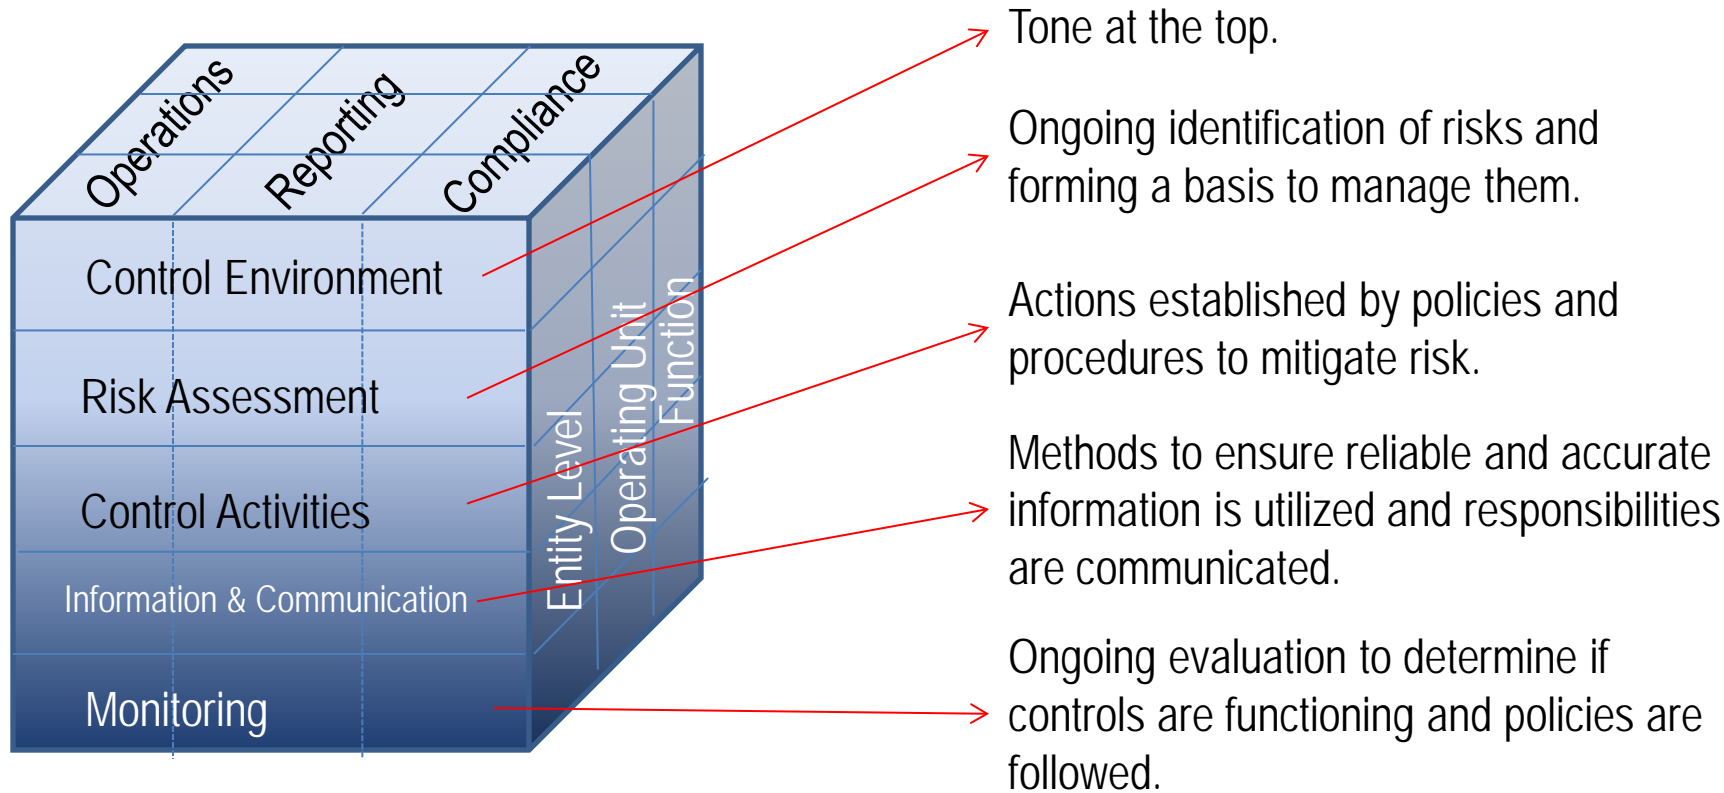 Operations
Reporting
Compliance
Control Environment
Risk Assessment
Control Activities
Information & Communication
Monitoring
Entity Level
Operating Unit
Function
Tone at the top.
Ongoing identification of risks and
forming a basis to manage them.
Actions established by policies and
procedures to mitigate risk.
Methods to ensure reliable and accurate
information is utilized and responsibilities
are communicated.
Ongoing evaluation to determine if
controls are functioning and policies are
followed.